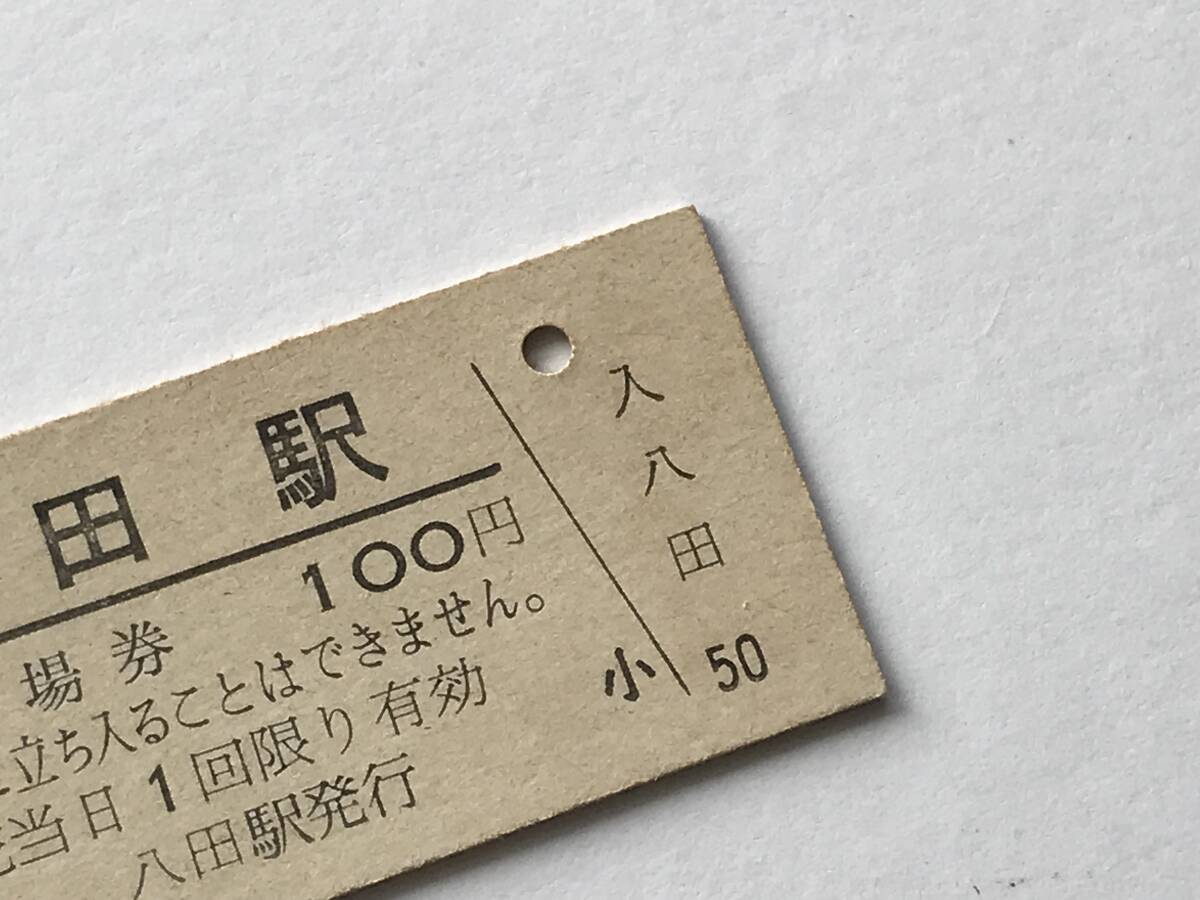 田駅
100円
場券
立ち入ることはできません。
当日1回限り有効
八田駅発行
小
入
八
田
50